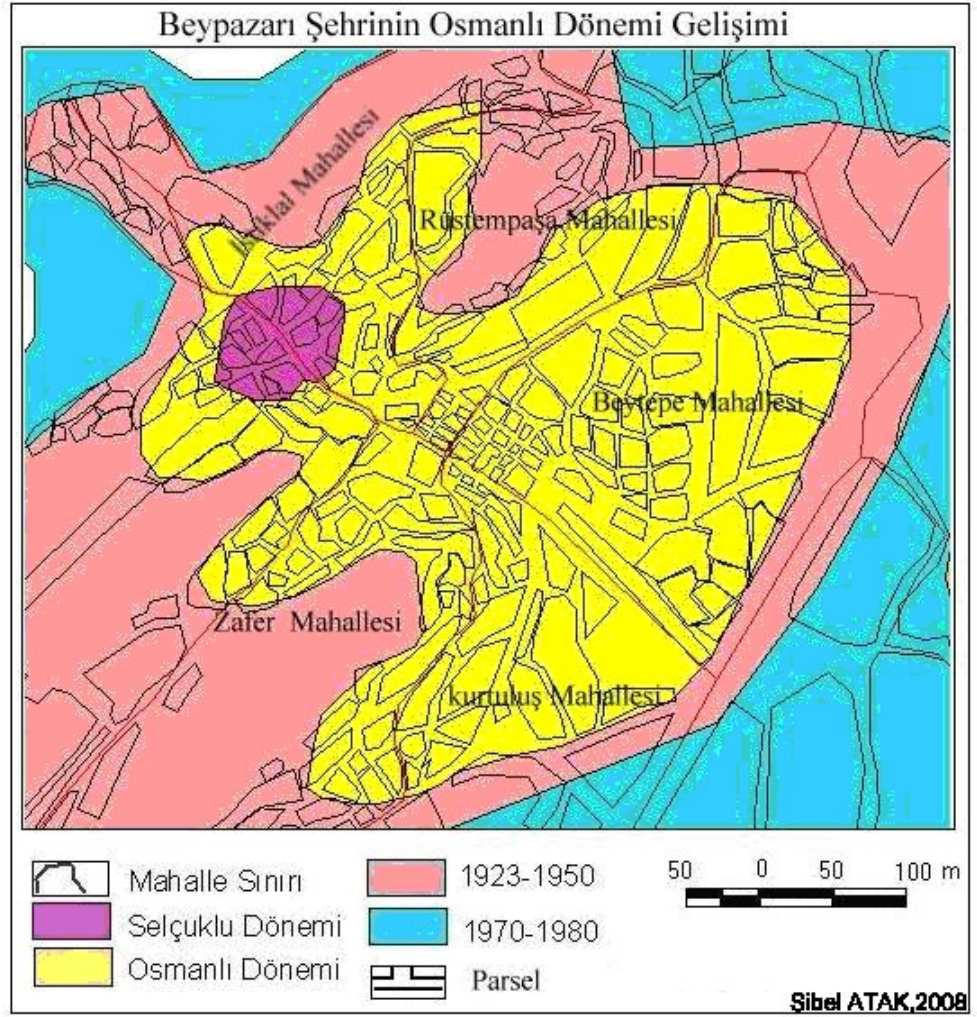 Beypazarı Şehrinin Osmanlı Dönemi Gelişimi
İstiklal Mahallesi
Rüstempaşa Mahallesi
Beytepe Mahallesi
Zafer Mahallesi
kurtuluş Mahallesi
Mahalle Sınırı
Selçuklu Dönemi
Osmanlı Dönemi
1923-1950
1970-1980
Parsel
50 0 50 100 m
Şibel ATAK,2008